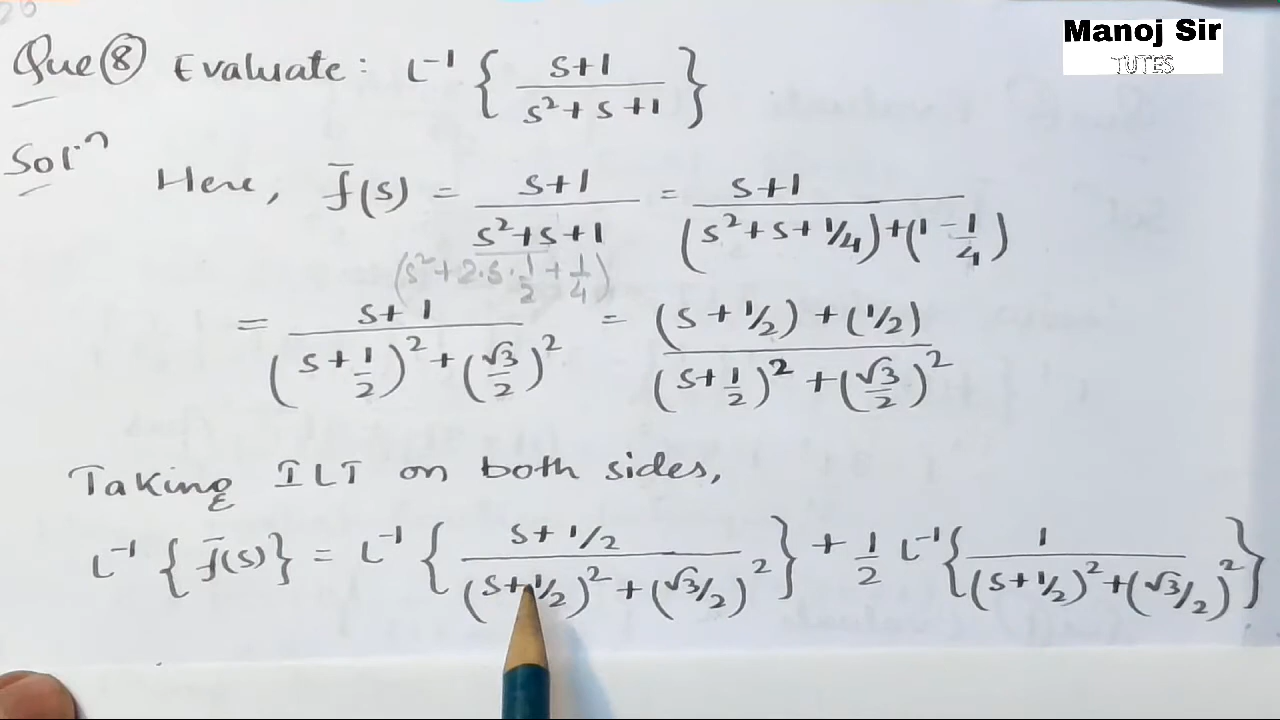 Manoj Sir
TUTES
Que ⑧ Evaluate: L⁻¹ { (s+1)/(s²+s+1) }
Solⁿ
Here, f̄(s) = (s+1)/(s²+s+1) = (s+1)/((s²+s+1/4)+(1-1/4))
(s²+2·s·1/2+1/4)
= (s+1)/((s+1/2)²+(√3/2)²) = ((s+1/2)+(1/2))/((s+1/2)²+(√3/2)²)
Taking ILT on both sides,
L⁻¹ {f̄(s)} = L⁻¹ { (s+1/2)/((s+1/2)²+(√3/2)²) } + 1/2 L⁻¹ { 1/((s+1/2)²+(√3/2)²) }